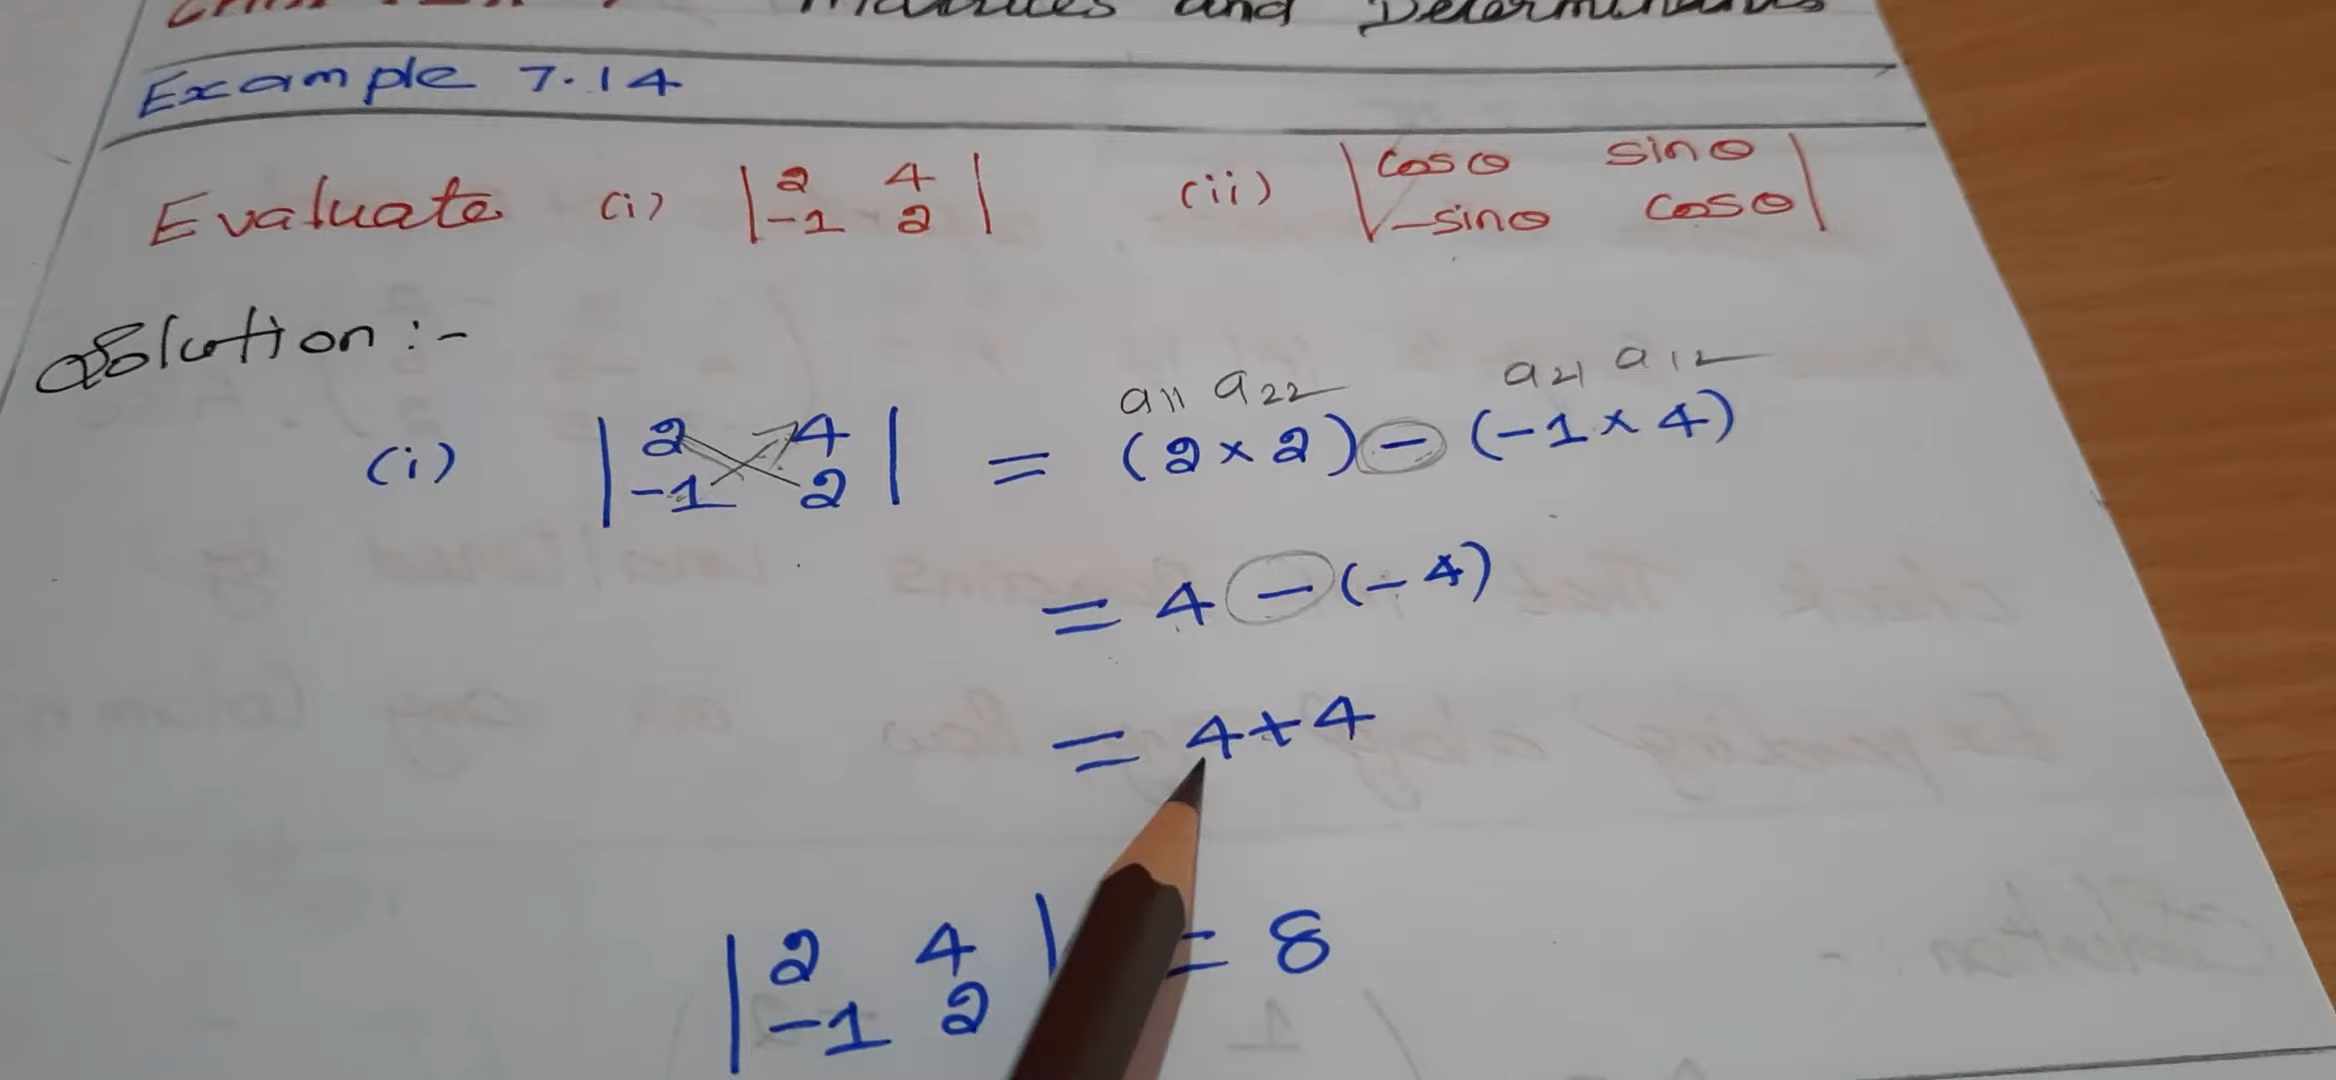 Matrices and Determinants
Example 7.14
Evaluate (i) |2 4| (ii) |cosθ sinθ|
|-1 2| |-sinθ cosθ|
Solution :-
a11 a22 a21 a12
(i) |2 4| = (2 × 2) - (-1 × 4)
|-1 2|
= 4 - (-4)
= 4+4
|2 4| = 8
|-1 2|